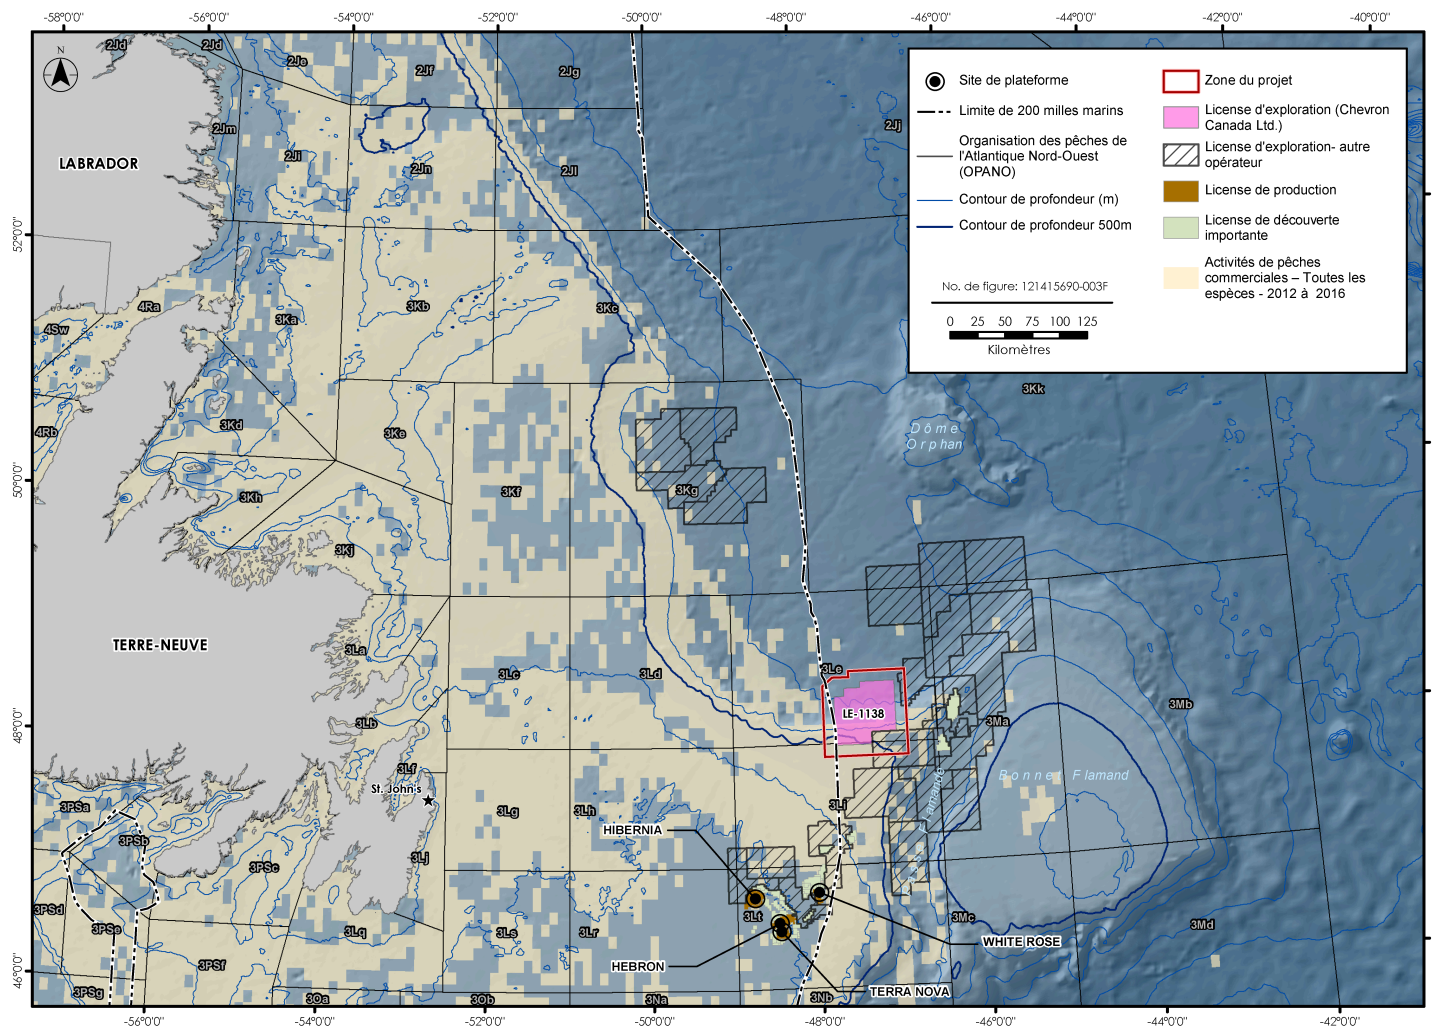 -58°0'0" -56°0'0" -54°0'0" -52°0'0" -50°0'0" -48°0'0" -46°0'0" -44°0'0" -42°0'0" -40°0'0"
N
Site de plateforme
Limite de 200 milles marins
Organisation des pêches de
l'Atlantique Nord-Ouest
(OPANO)
Contour de profondeur (m)
Contour de profondeur 500m
No. de figure: 121415690-003F
0 25 50 75 100 125
Kilomètres
Zone du projet
License d'exploration (Chevron
Canada Ltd.)
License d'exploration- autre
opérateur
License de production
License de découverte
importante
Activités de pêches
commerciales – Toutes les
espèces - 2012 à 2016
2Jd 2Jd 2Je 2Jf 2Jg
2Jm 2Jj
LABRADOR
2Ji 2Jn 2Jl
52°0'0"
4Ra 3Kb 3Kc
4Sw 3Ka
3Kk
3Kd
4Rb 3Ke
Dôme
Orphan
50°0'0"
3Kh 3Kf 3Kg
3Kj
TERRE-NEUVE
3La
3Lc 3Ld 3Le
LE-1138
3Lb 3Ma 3Mb
48°0'0"
3Lf
Bonnet Flamand
St. John's
3PSa 3Lg 3Lh 3Li
HIBERNIA
3PSb
3PSc 3Lj
3PSd 3Lt 3Mc 3Md
3PSe 3Lq 3Ls 3Lr
WHITE ROSE
3PSf
HEBRON
46°0'0"
3PSg 3Oa 3Ob 3Na 3Nb
TERRA NOVA
-56°0'0" -54°0'0" -52°0'0" -50°0'0" -48°0'0" -46°0'0" -44°0'0" -42°0'0"